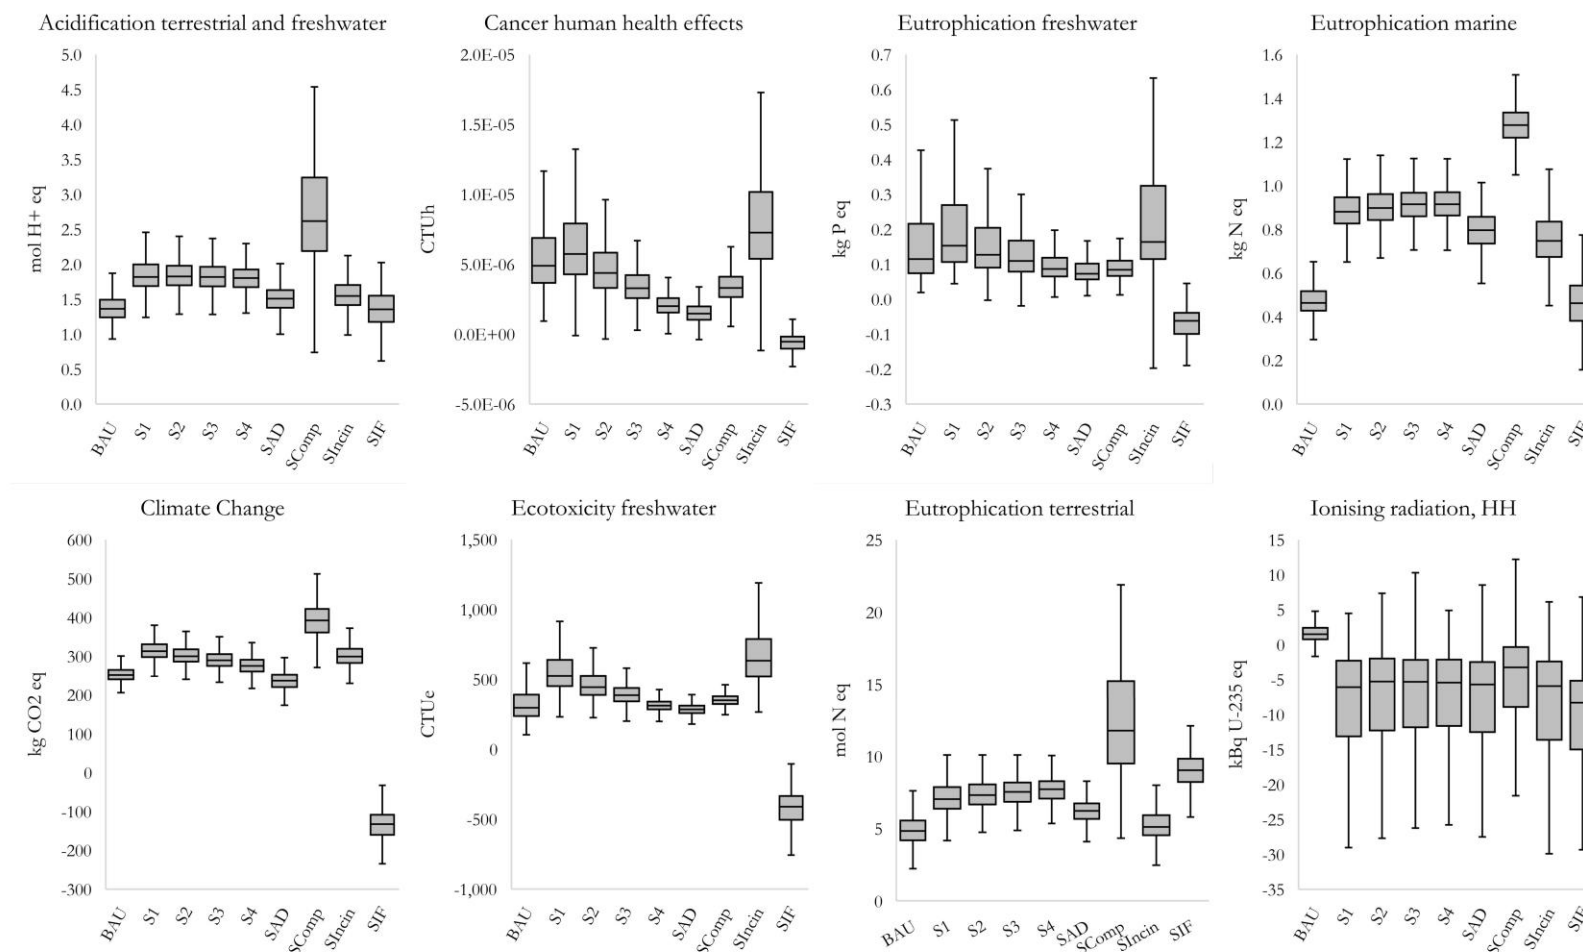 Acidification terrestrial and freshwater
mol H+ eq
5.0
4.5
4.0
3.5
3.0
2.5
2.0
1.5
1.0
0.5
0.0
BAU
S1
S2
S3
S4
SAD
SComp
SIncin
SIF
Cancer human health effects
CTUh
2.0E-05
1.5E-05
1.0E-05
5.0E-06
0.0E+00
-5.0E-06
BAU
S1
S2
S3
S4
SAD
SComp
SIncin
SIF
Eutrophication freshwater
kg P eq
0.7
0.6
0.5
0.4
0.3
0.2
0.1
0.0
-0.1
-0.2
-0.3
BAU
S1
S2
S3
S4
SAD
SComp
SIncin
SIF
Eutrophication marine
kg N eq
1.6
1.4
1.2
1.0
0.8
0.6
0.4
0.2
0.0
BAU
S1
S2
S3
S4
SAD
SComp
SIncin
SIF
Climate Change
kg CO2 eq
600
500
400
300
200
100
0
-100
-200
-300
BAU
S1
S2
S3
S4
SAD
SComp
SIncin
SIF
Ecotoxicity freshwater
CTUe
1,500
1,000
500
0
-500
-1,000
BAU
S1
S2
S3
S4
SAD
SComp
SIncin
SIF
Eutrophication terrestrial
mol N eq
25
20
15
10
5
0
BAU
S1
S2
S3
S4
SAD
SComp
SIncin
SIF
Ionising radiation, HH
kBq U-235 eq
15
10
5
0
-5
-10
-15
-20
-25
-30
-35
BAU
S1
S2
S3
S4
SAD
SComp
SIncin
SIF